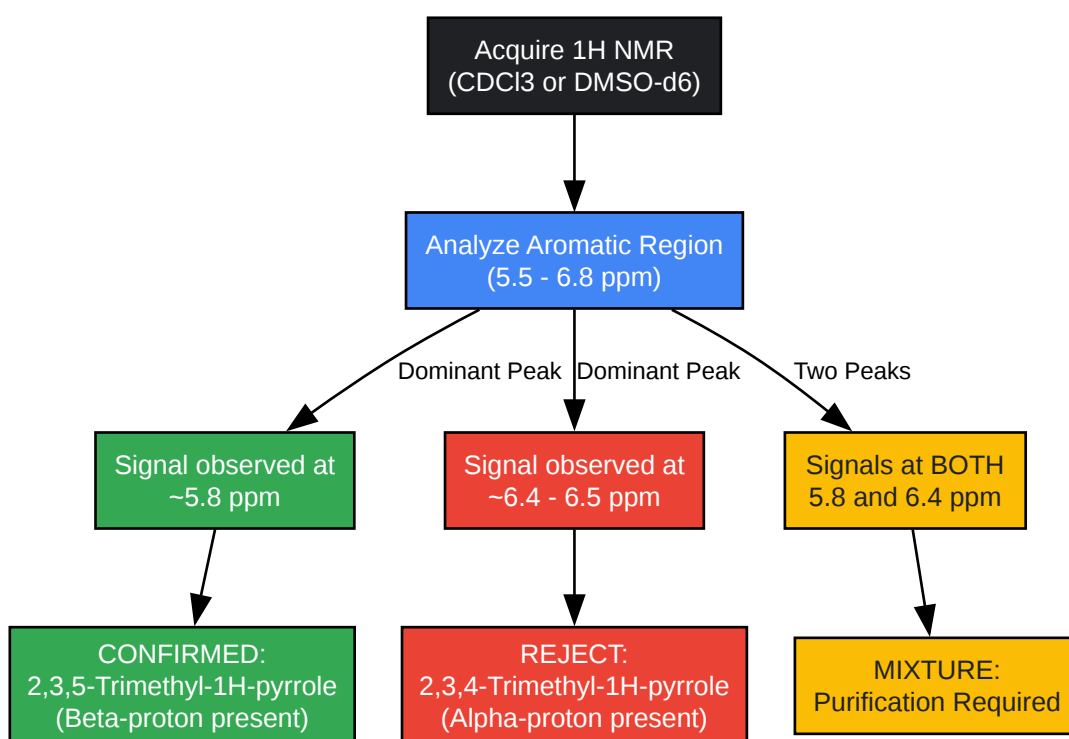 Acquire 1H NMR
(CDCl3 or DMSO-d6)
Analyze Aromatic Region
(5.5 - 6.8 ppm)
Dominant Peak
Dominant Peak
Two Peaks
Signal observed at
~5.8 ppm
Signal observed at
~6.4 - 6.5 ppm
Signals at BOTH
5.8 and 6.4 ppm
CONFIRMED:
2,3,5-Trimethyl-1H-pyrrole
(Beta-proton present)
REJECT:
2,3,4-Trimethyl-1H-pyrrole
(Alpha-proton present)
MIXTURE:
Purification Required